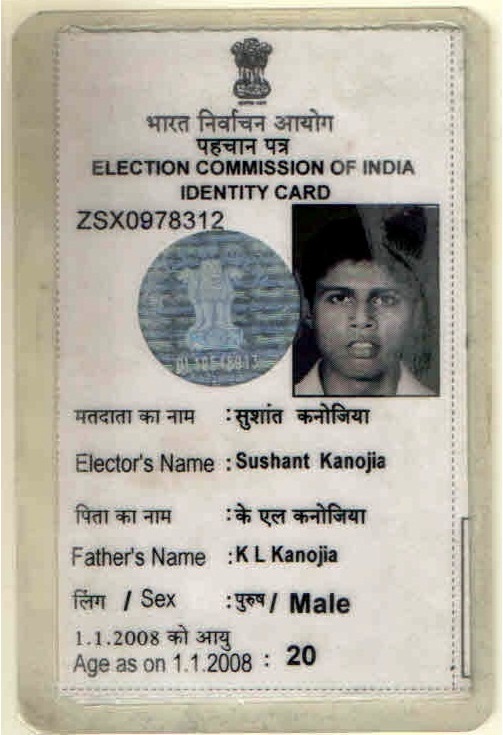 भारत निर्वाचन आयोग
पहचान पत्र
ELECTION COMMISSION OF INDIA
IDENTITY CARD
ZSX0978312
मतदाता का नाम : सुशांत कनोजिया
Elector's Name : Sushant Kanojia
पिता का नाम : के एल कनोजिया
Father's Name : K L Kanojia
लिंग / Sex : पुरुष / Male
1.1.2008 को आयु
Age as on 1.1.2008 : 20